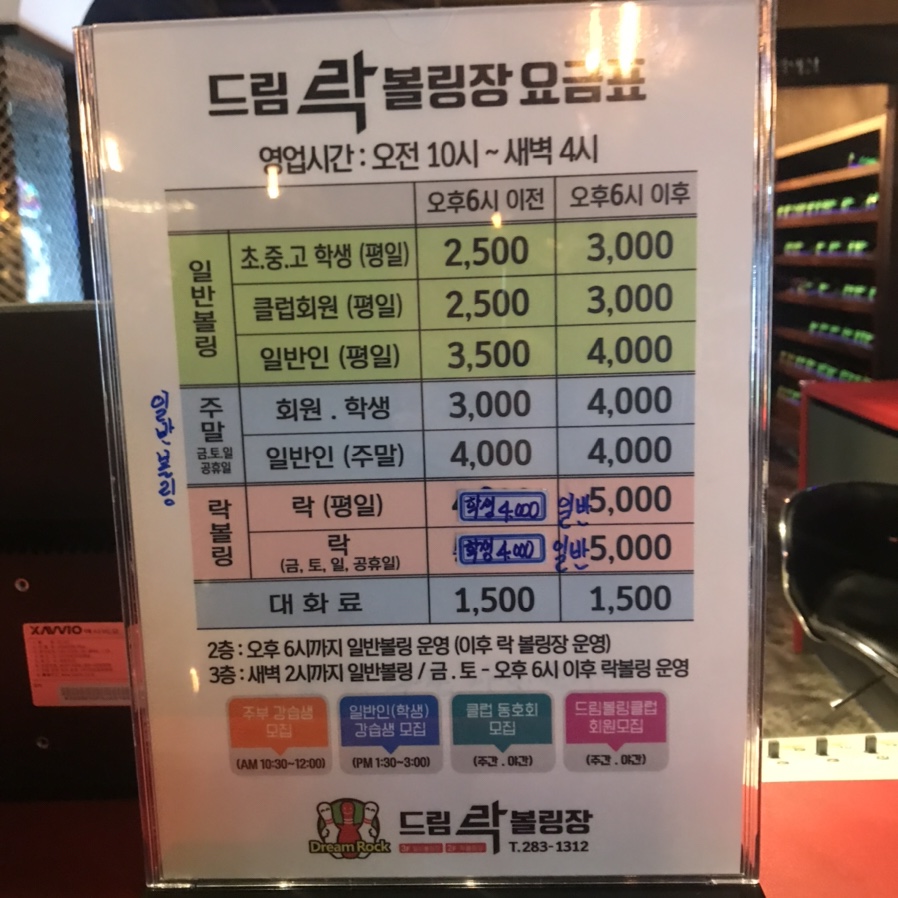 드림 락 볼링장 요금표
영업시간 : 오전 10시 ~ 새벽 4시
오후6시 이전 오후6시 이후
일반볼링
초.중.고 학생 (평일) 2,500 3,000
클럽회원 (평일) 2,500 3,000
일반인 (평일) 3,500 4,000
주말
금.토.일
공휴일
회원 . 학생 3,000 4,000
일반인 (주말) 4,000 4,000
일반볼링
락볼링
락 (평일) 학생 4.000 일반 5,000
락 학생 4.000 일반 5,000
(금, 토, 일, 공휴일)
대 화 료 1,500 1,500
2층 : 오후 6시까지 일반볼링 운영 (이후 락 볼링장 운영)
3층 : 새벽 2시까지 일반볼링 / 금 . 토 - 오후 6시 이후 락볼링 운영
주부 강습생
모집
(AM 10:30~12:00)
일반인(학생)
강습생 모집
(PM 1:30~3:00)
클럽 동호회
모집
(주간 . 야간)
드림볼링클럽
회원모집
(주간 . 야간)
Dream Rock
드림 락 볼링장
T.283-1312
XAVVIO